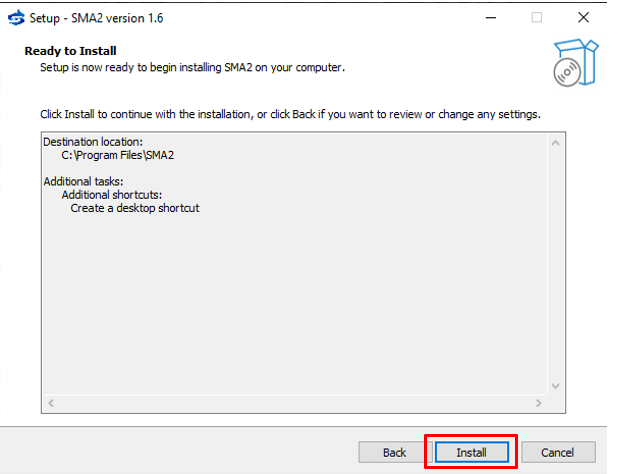 Setup - SMA2 version 1.6
Ready to Install
Setup is now ready to begin installing SMA2 on your computer.
Click Install to continue with the installation, or click Back if you want to review or change any settings.
Destination location:
C:\Program Files\SMA2
Additional tasks:
Additional shortcuts:
Create a desktop shortcut
Back
Install
Cancel